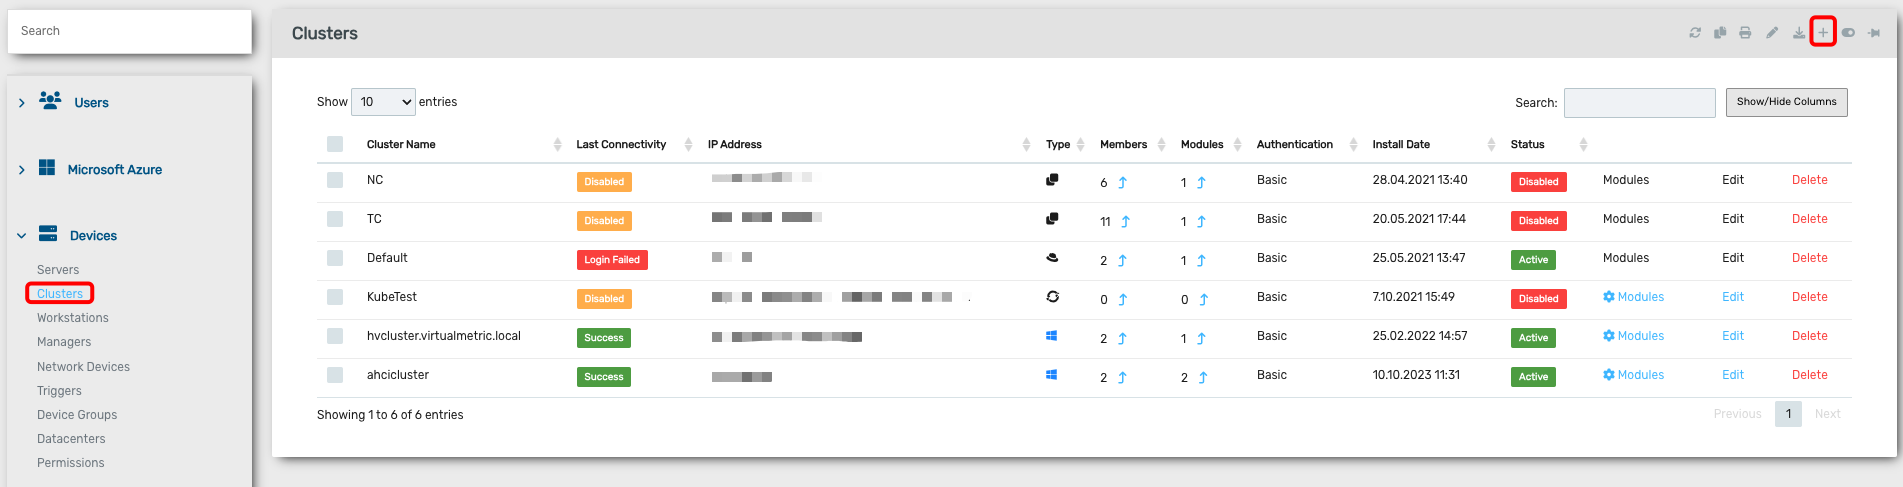 Search
Users
Microsoft Azure
Devices
Servers
Clusters
Workstations
Managers
Network Devices
Triggers
Device Groups
Datacenters
Permissions
Clusters
Show 10 entries
Search:
Show/Hide Columns
Cluster Name Last Connectivity IP Address Type Members Modules Authentication Install Date Status
NC Disabled 6 1 Basic 28.04.2021 13:40 Disabled Modules Edit Delete
TC Disabled 11 1 Basic 20.05.2021 17:44 Disabled Modules Edit Delete
Default Login Failed 2 1 Basic 25.05.2021 13:47 Active Modules Edit Delete
KubeTest Disabled 0 0 Basic 7.10.2021 15:49 Disabled Modules Edit Delete
hvcluster.virtualmetric.local Success 2 1 Basic 25.02.2022 14:57 Active Modules Edit Delete
ahcicluster Success 2 2 Basic 10.10.2023 11:31 Active Modules Edit Delete
Showing 1 to 6 of 6 entries
Previous 1 Next